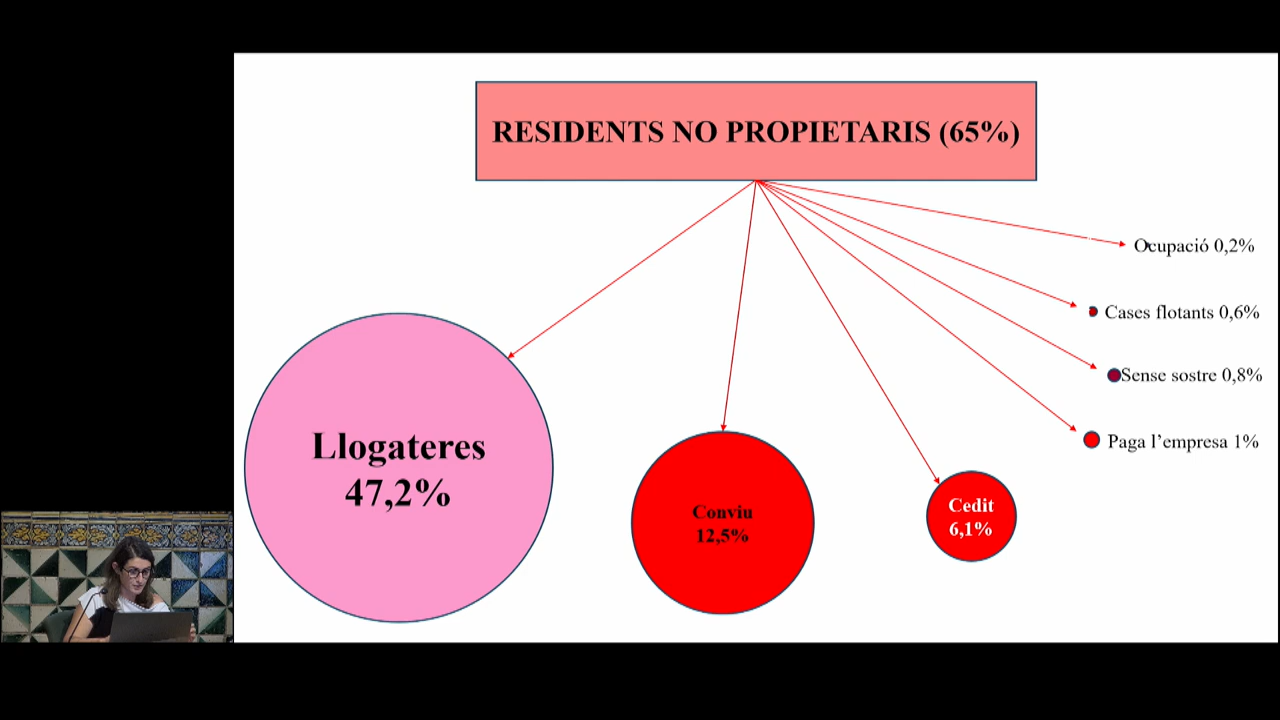 RESIDENTS NO PROPIETARIS (65%)
Ocupació 0,2%
Cases flotants 0,6%
Sense sostre 0,8%
Paga l’empresa 1%
Llogateres
47,2%
Conviu
12,5%
Cedit
6,1%